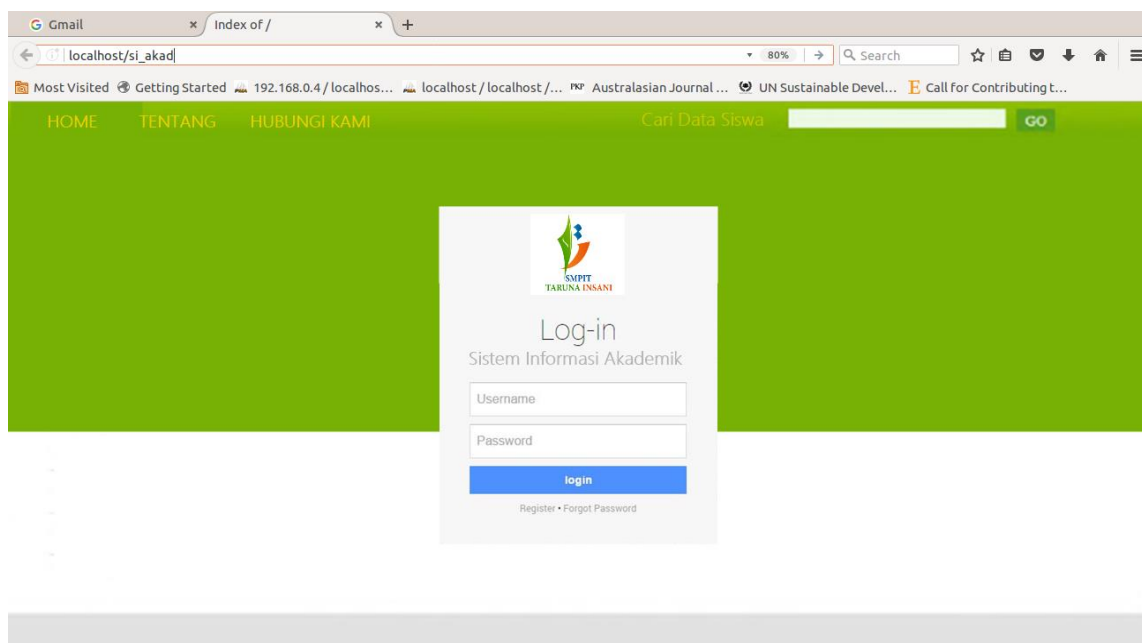 Gmail
Index of /
localhost/si_akad
80%
Search
Most Visited
Getting Started
192.168.0.4 / localhos...
localhost / localhost /...
PKP
Australasian Journal ...
UN Sustainable Devel...
E
Call for Contributing t...
HOME
TENTANG
HUBUNGI KAMI
Cari Data Siswa
GO
SMPIT
TARUNA INSANI
Log-in
Sistem Informasi Akademik
Username
Password
login
Register • Forgot Password